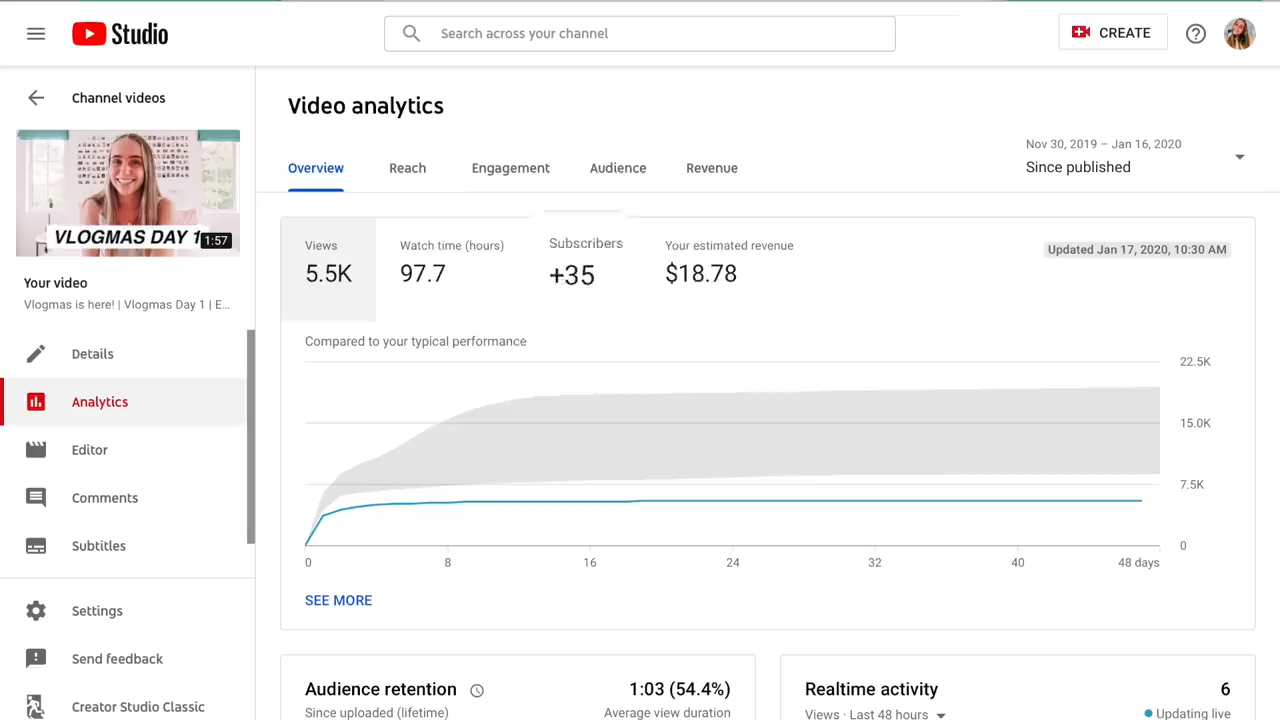 Studio
Search across your channel
CREATE
Channel videos
VLOGMAS DAY 1
1:57
Your video
Vlogmas is here! | Vlogmas Day 1 | E...
Details
Analytics
Editor
Comments
Subtitles
Settings
Send feedback
Creator Studio Classic
Video analytics
Overview Reach Engagement Audience Revenue
Nov 30, 2019 – Jan 16, 2020
Since published
Views Watch time (hours) Subscribers Your estimated revenue
5.5K 97.7 +35 $18.78
Updated Jan 17, 2020, 10:30 AM
Compared to your typical performance
22.5K
15.0K
7.5K
0
0 8 16 24 32 40 48 days
SEE MORE
Audience retention 1:03 (54.4%)
Since uploaded (lifetime) Average view duration
Realtime activity 6
Views · Last 48 hours Updating live